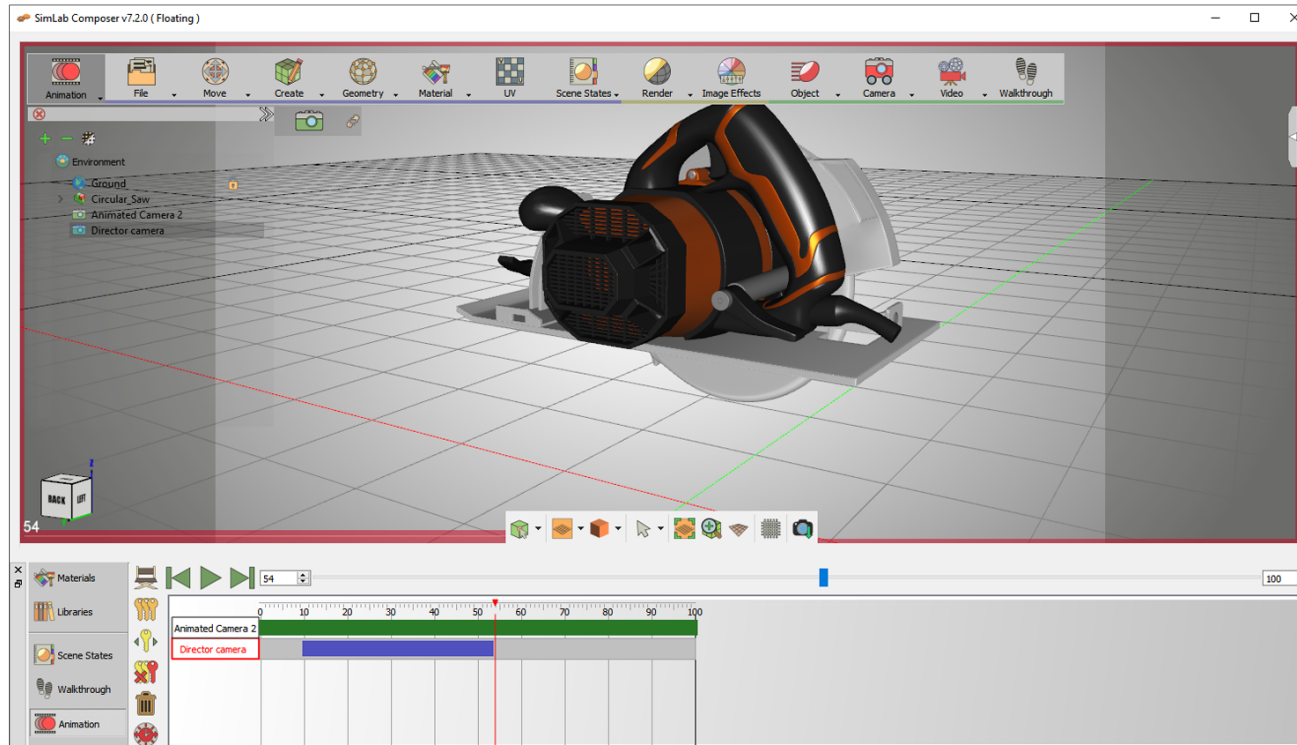 SimLab Composer v7.2.0 ( Floating )
Animation File Move Create Geometry Material UV Scene States Render Image Effects Object Camera Video Walkthrough
Environment
Ground
Circular_Saw
Animated Camera 2
Director camera
Z
BACK LEFT
54
Materials
Libraries
Scene States
Walkthrough
Animation
54 100
0 10 20 30 40 50 60 70 80 90 100
Animated Camera 2
Director camera